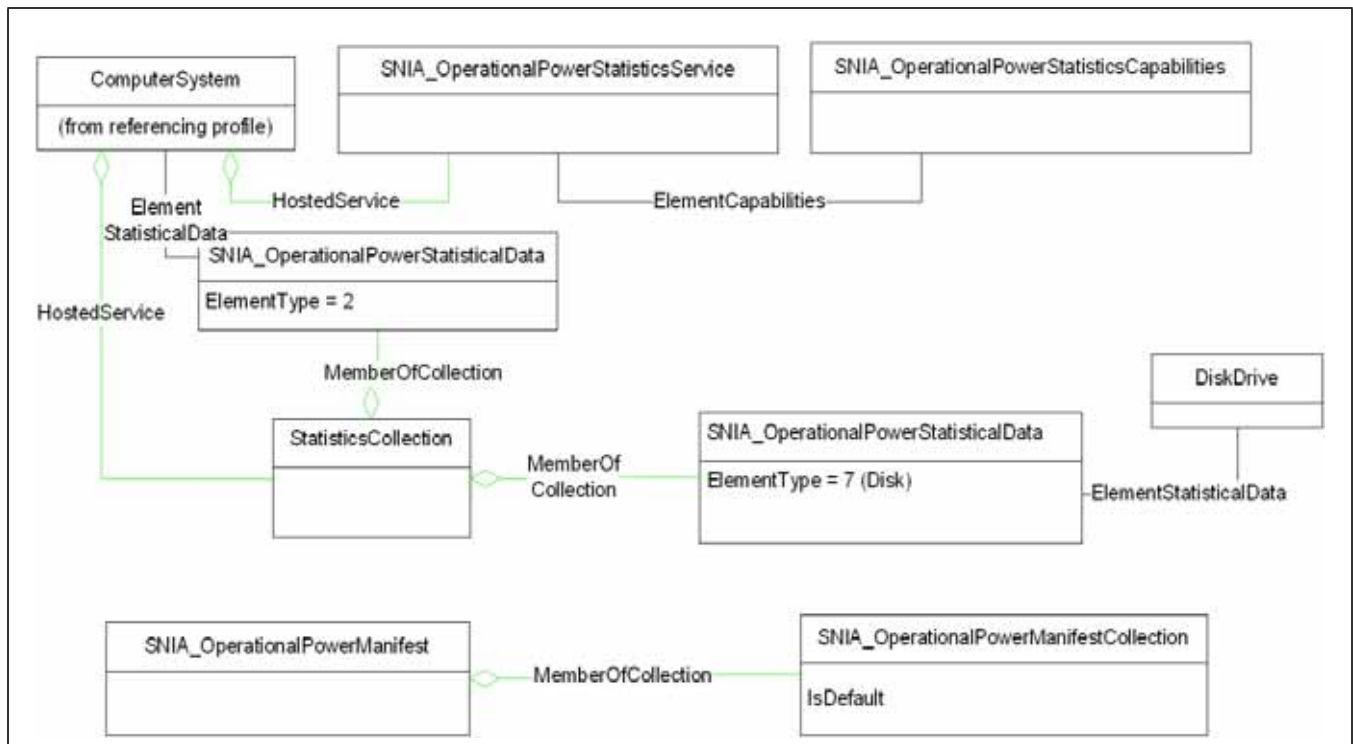 ComputerSystem
(from referencing profile)
SNIA_OperationalPowerStatisticsService
SNIA_OperationalPowerStatisticsCapabilities
HostedService
ElementCapabilities
Element
StatisticalData
SNIA_OperationalPowerStatisticalData
ElementType = 2
HostedService
MemberOfCollection
DiskDrive
StatisticsCollection
MemberOf
Collection
SNIA_OperationalPowerStatisticalData
ElementType = 7 (Disk)
ElementStatisticalData
SNIA_OperationalPowerManifest
MemberOfCollection
SNIA_OperationalPowerManifestCollection
IsDefault